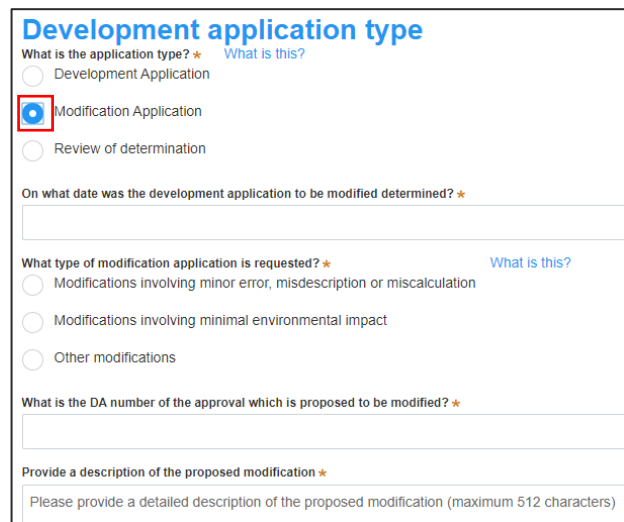 Development application type
What is the application type? * What is this?
Development Application
Modification Application
Review of determination
On what date was the development application to be modified determined? *
What type of modification application is requested? * What is this?
Modifications involving minor error, misdescription or miscalculation
Modifications involving minimal environmental impact
Other modifications
What is the DA number of the approval which is proposed to be modified? *
Provide a description of the proposed modification *
Please provide a detailed description of the proposed modification (maximum 512 characters)